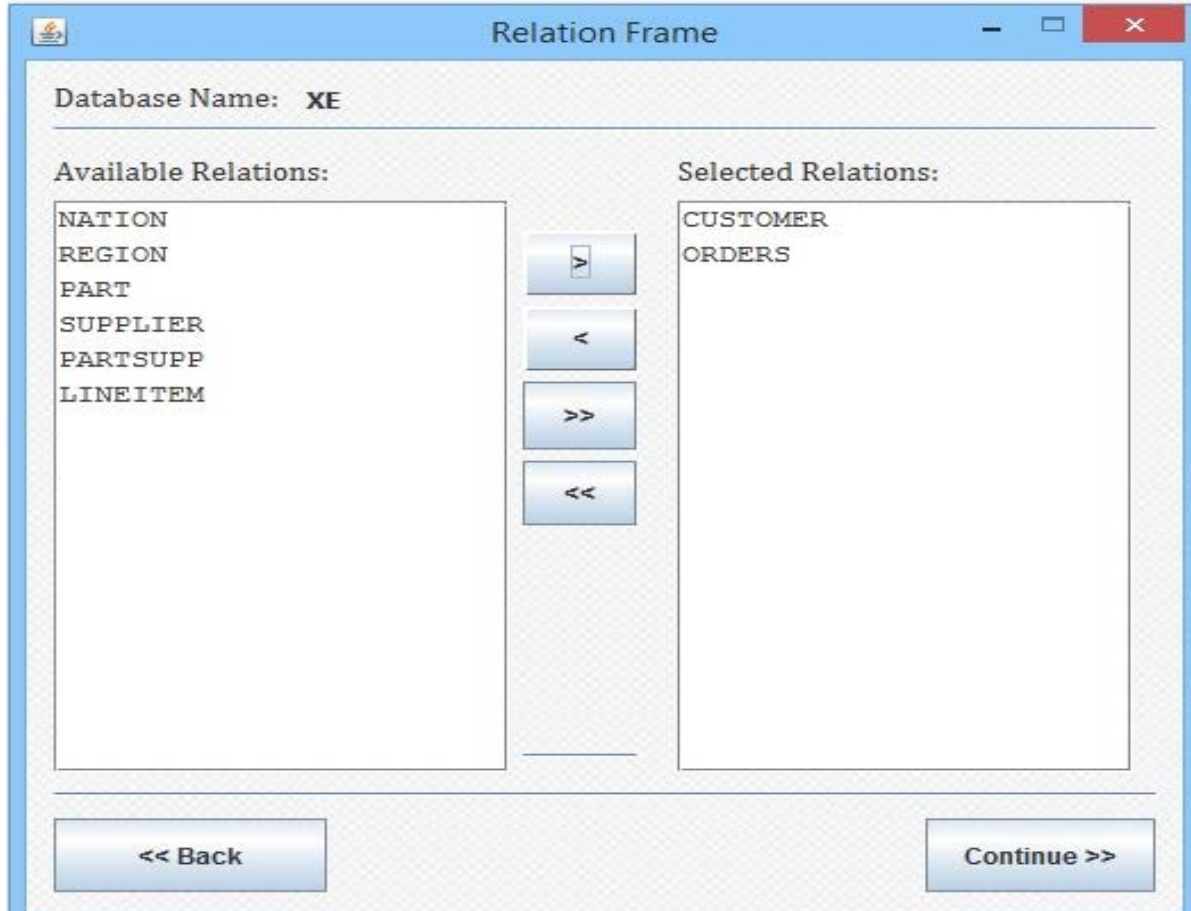 Relation Frame
Database Name: XE
Available Relations:
NATION
REGION
PART
SUPPLIER
PARTSUPP
LINEITEM
>
<
>>
<<
Selected Relations:
CUSTOMER
ORDERS
<< Back
Continue >>